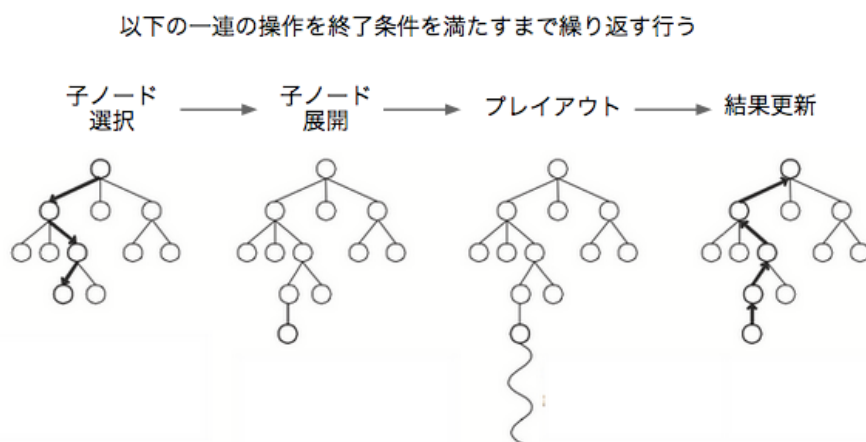 以下の一連の操作を終了条件を満たすまで繰り返す行う
子ノード
選択
子ノード
展開
プレイアウト
結果更新